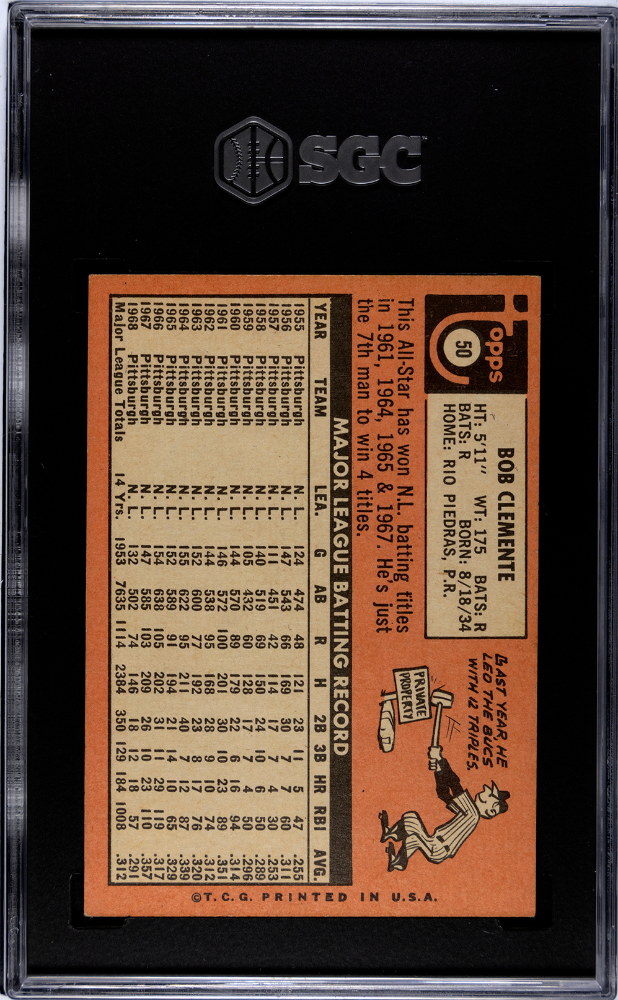 SGC
Topps
50
BOB CLEMENTE
HT: 5'11" WT: 175 BATS: R
BATS: R BORN: 8/18/34
HOME: RIO PIEDRAS, P.R.
LAST YEAR, HE
LED THE BUCS
WITH 12 TRIPLES.
PRIVATE
PROPERTY
This All-Star has won N.L. batting titles
in 1961, 1964, 1965 & 1967. He's just
the 7th man to win 4 titles.
MAJOR LEAGUE BATTING RECORD
YEAR TEAM LEA. G AB R H 2B 3B HR RBI AVG.
1955 Pittsburgh N. L. 124 474 48 121 23 11 5 47 .255
1956 Pittsburgh N. L. 147 543 66 169 30 7 7 60 .311
1957 Pittsburgh N. L. 111 451 42 114 17 7 4 30 .253
1958 Pittsburgh N. L. 140 519 69 150 24 10 6 50 .289
1959 Pittsburgh N. L. 105 432 60 128 17 7 4 50 .296
1960 Pittsburgh N. L. 144 570 89 179 22 6 16 94 .314
1961 Pittsburgh N. L. 146 572 100 201 30 10 23 89 .351
1962 Pittsburgh N. L. 144 538 95 168 28 9 10 74 .312
1963 Pittsburgh N. L. 152 600 77 192 23 8 17 76 .320
1964 Pittsburgh N. L. 155 622 95 211 40 7 12 87 .339
1965 Pittsburgh N. L. 152 589 91 194 21 14 10 65 .329
1966 Pittsburgh N. L. 154 638 105 202 31 11 29 119 .317
1967 Pittsburgh N. L. 147 585 103 209 26 10 23 110 .357
1968 Pittsburgh N. L. 132 502 74 146 18 12 18 57 .291
Major League Totals 14 Yrs. 1953 7635 1114 2384 350 129 184 1008 .312
©T.C.G. PRINTED IN U.S.A.